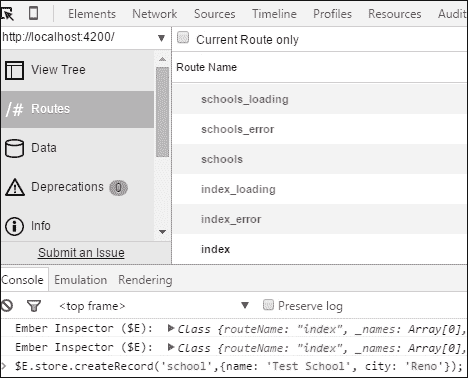 Elements Network Sources Timeline Profiles Resources Audit
http://localhost:4200/ ▼
Current Route only
Route Name
View Tree
/# Routes
Data
Deprecations 0
Info
Submit an Issue
schools_loading
schools_error
schools
index_loading
index_error
index
Console Emulation Rendering
<top frame> ▼ Preserve log
Ember Inspector ($E): ▶ Class {routeName: "index", _names: Array[0],
Ember Inspector ($E): ▶ Class {routeName: "index", _names: Array[0],
> $E.store.createRecord('school',{name: 'Test School', city: 'Reno'});